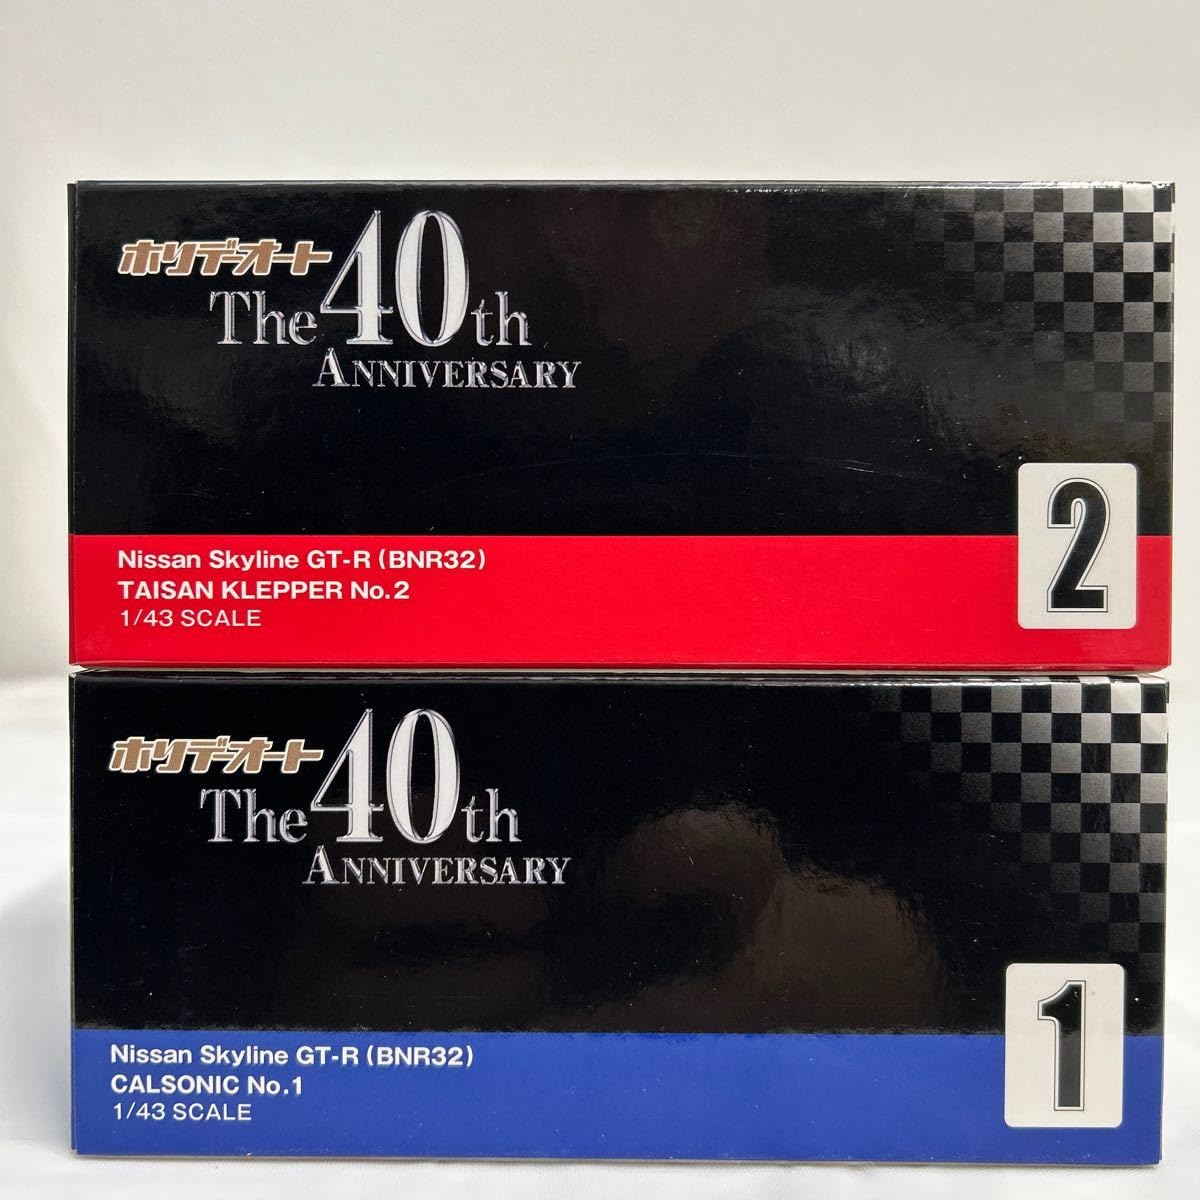 ホリデーオート
The 40th
ANNIVERSARY
2
Nissan Skyline GT-R (BNR32)
TAISAN KLEPPER No.2
1/43 SCALE
ホリデーオート
The 40th
ANNIVERSARY
1
Nissan Skyline GT-R (BNR32)
CALSONIC No.1
1/43 SCALE